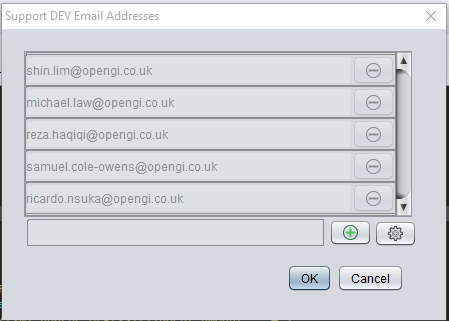 Support DEV Email Addresses
shin.lim@opengi.co.uk
michael.law@opengi.co.uk
reza.haqiqi@opengi.co.uk
samuel.cole-owens@opengi.co.uk
ricardo.nsuka@opengi.co.uk
OK Cancel